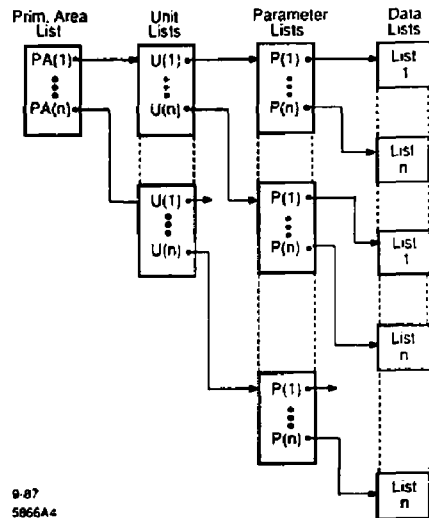 Prim. Area List
Unit Lists
Parameter Lists
Data Lists
PA(1)
PA(n)
U(1)
U(n)
P(1)
P(n)
List 1
List n
U(1)
U(n)
P(1)
P(n)
List 1
List n
P(1)
P(n)
List n
9-87
5866A4